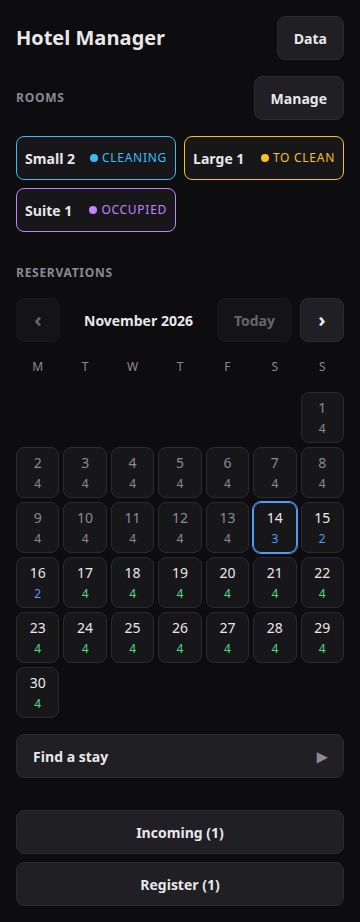 Hotel Manager Data
ROOMS Manage
Small 2 CLEANING Large 1 TO CLEAN
Suite 1 OCCUPIED
RESERVATIONS
‹ November 2026 Today ›
M T W T F S S
1
4
2 3 4 5 6 7 8
4 4 4 4 4 4 4
9 10 11 12 13 14 15
4 4 4 4 4 3 2
16 17 18 19 20 21 22
2 4 4 4 4 4 4
23 24 25 26 27 28 29
4 4 4 4 4 4 4
30
4
Find a stay ▶
Incoming (1)
Register (1)